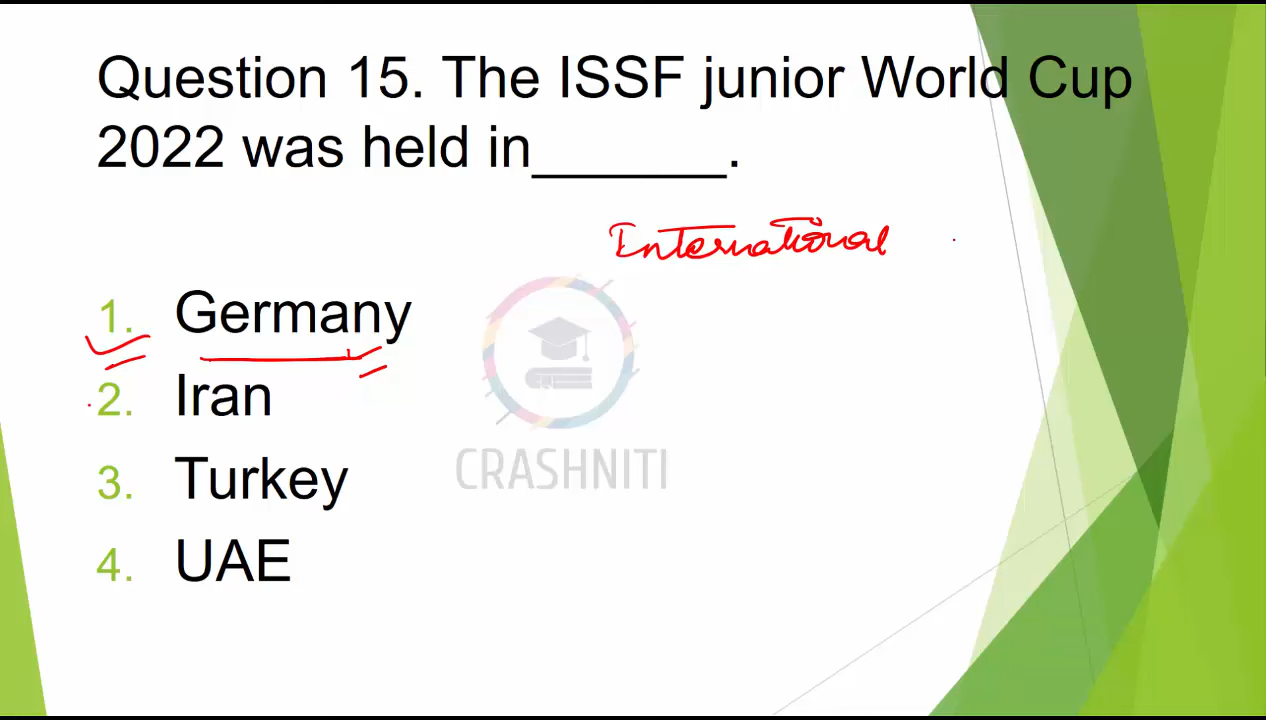 Question 15. The ISSF junior World Cup
2022 was held in______.
International
1. Germany
2. Iran
3. Turkey
4. UAE
CRASHNITI